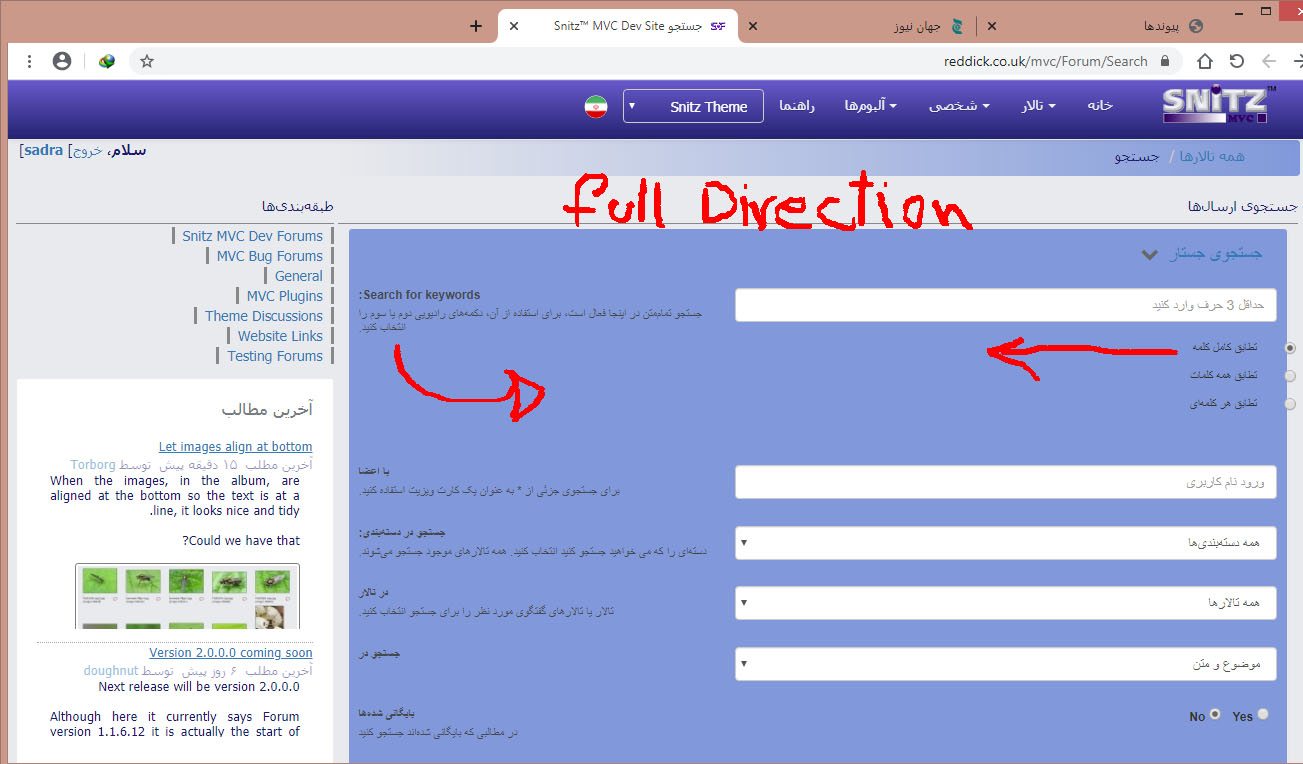 پیوندها
جهان نیوز
جستجو Snitz™ MVC Dev Site
reddick.co.uk/mvc/Forum/Search
SNITZ™ MVC
خانه
تالار
شخصی
آلبوم‌ها
راهنما
Snitz Theme
همه تالارها / جستجو
سلام، sadra] خروج]
full Direction
جستجوی ارسال‌ها
جستجوی جستار
حداقل 3 حرف وارد کنید
Search for keywords:
جستجو تمام‌متن در اینجا فعال است، برای استفاده از آن، دکمه‌های رادیویی دوم یا سوم را
انتخاب کنید.
تطابق کامل کلمه
تطابق همه کلمات
تطابق هر کلمه‌ای
ورود نام کاربری
با اعضا
برای جستجوی جزئی از * به عنوان یک کارت ویزیت استفاده کنید.
همه دسته‌بندی‌ها
جستجو در دسته‌بندی:
دسته‌ای را که می خواهید جستجو کنید انتخاب کنید. همه تالارهای موجود جستجو می‌شوند.
همه تالارها
در تالار
تالار یا تالارهای گفتگوی مورد نظر را برای جستجو انتخاب کنید.
موضوع و متن
جستجو در
Yes No
بایگانی شده‌ها
در مطالبی که بایگانی شده‌اند جستجو کنید
طبقه‌بندی‌ها
Snitz MVC Dev Forums
MVC Bug Forums
General
MVC Plugins
Theme Discussions
Website Links
Testing Forums
آخرین مطالب
Let images align at bottom
آخرین مطلب ۱۵ دقیقه پیش توسط Torborg
When the images, in the album, are
aligned at the bottom so the text is at a
line, it looks nice and tidy.
Could we have that?
Version 2.0.0.0 coming soon
آخرین مطلب ۶ روز پیش توسط doughnut
Next release will be version 2.0.0.0
Although here it currently says Forum
version 1.1.6.12 it is actually the start of